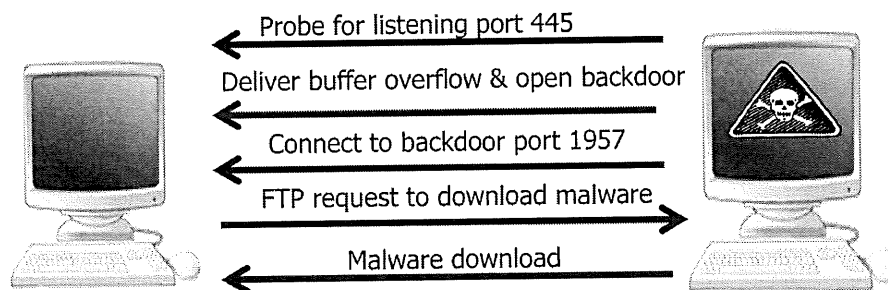 Probe for listening port 445
Deliver buffer overflow & open backdoor
Connect to backdoor port 1957
FTP request to download malware
Malware download